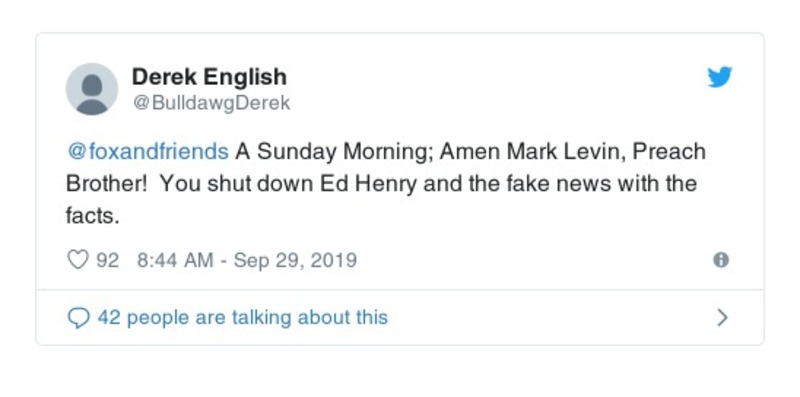 Derek English
@BulldawgDerek
@foxandfriends A Sunday Morning; Amen Mark Levin, Preach
Brother!  You shut down Ed Henry and the fake news with the
facts.
92 8:44 AM - Sep 29, 2019
42 people are talking about this